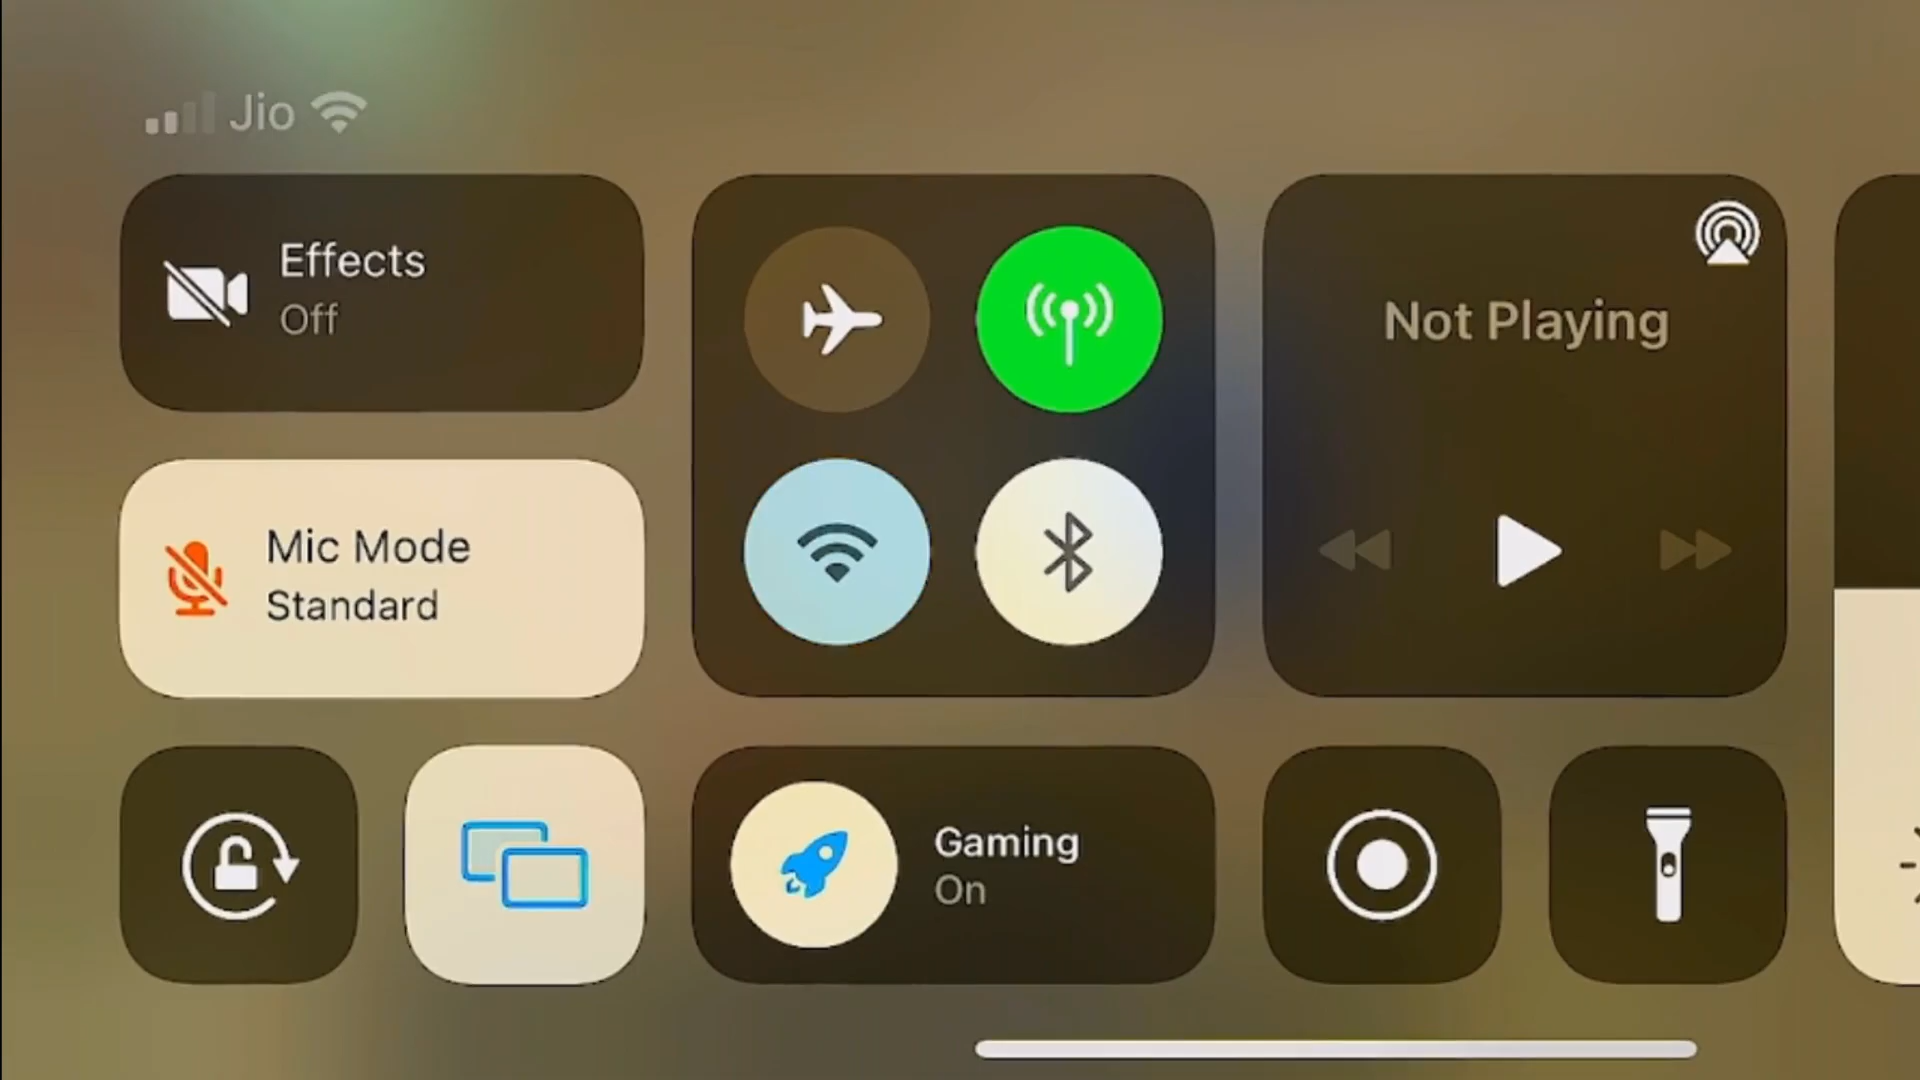 Jio
Effects
Off
Mic Mode
Standard
Not Playing
Gaming
On